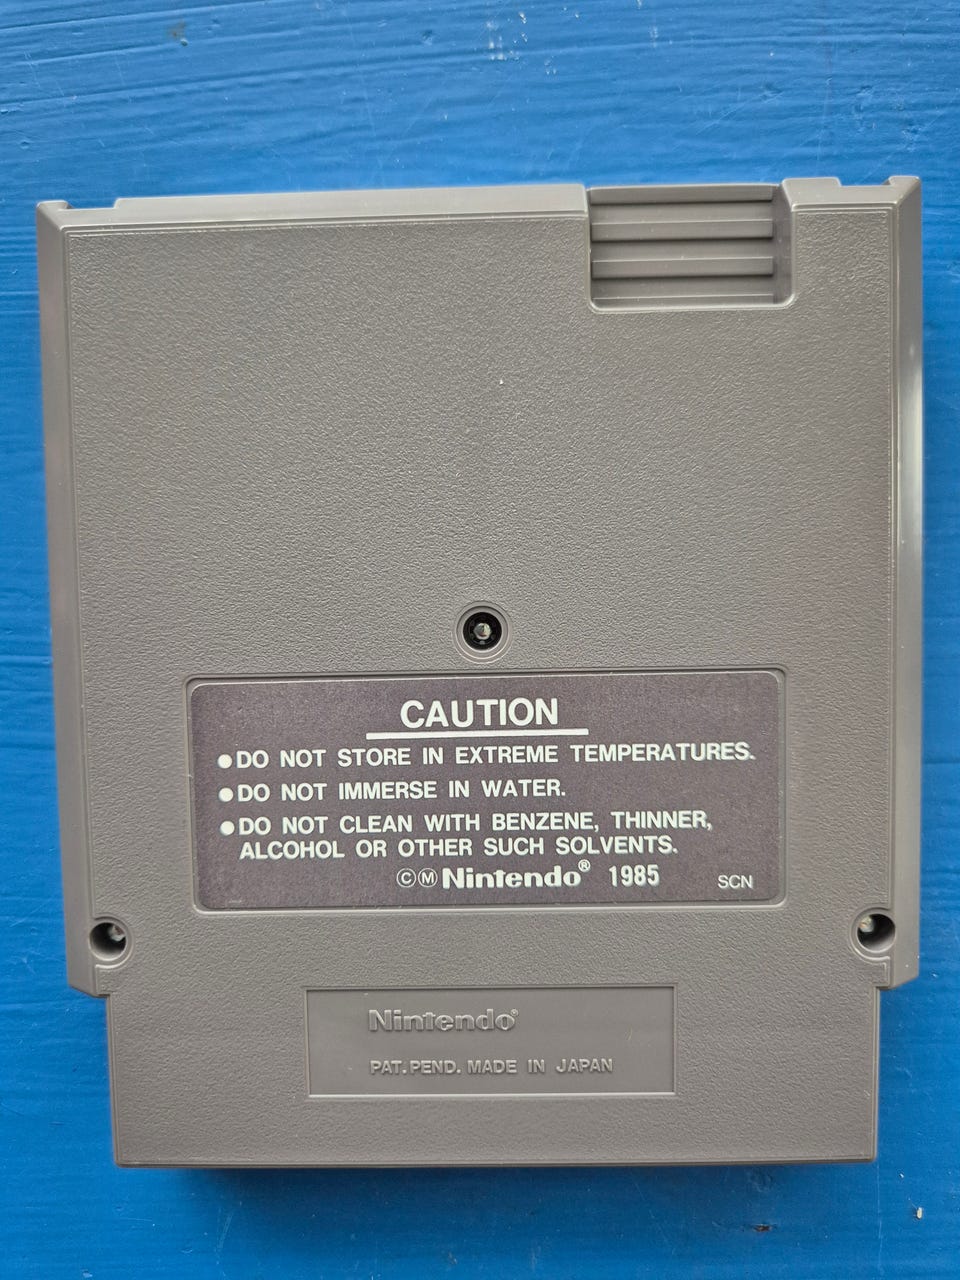 CAUTION
●DO NOT STORE IN EXTREME TEMPERATURES.
●DO NOT IMMERSE IN WATER.
●DO NOT CLEAN WITH BENZENE, THINNER,
ALCOHOL OR OTHER SUCH SOLVENTS.
©Ⓜ Nintendo® 1985 SCN
Nintendo®
PAT. PEND. MADE IN JAPAN